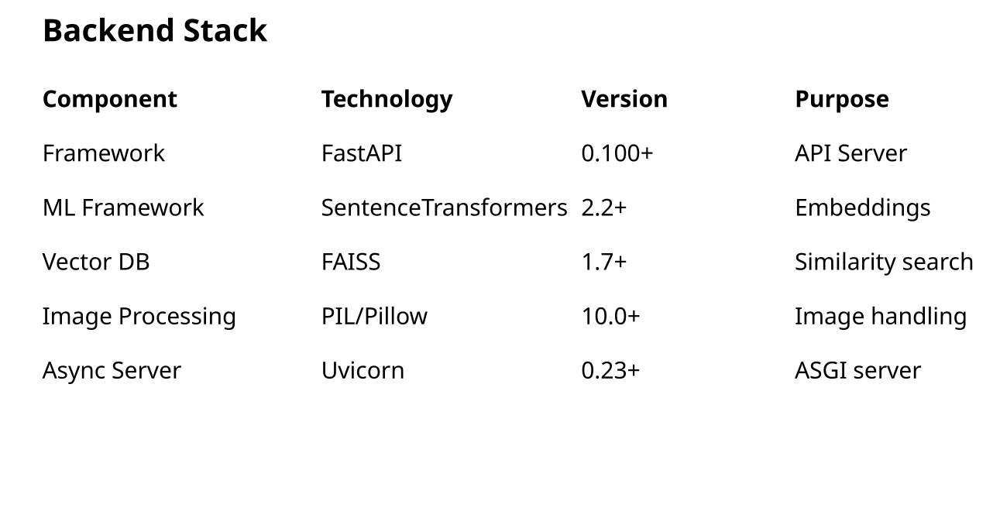 Backend Stack
Component Technology Version Purpose
Framework FastAPI 0.100+ API Server
ML Framework SentenceTransformers 2.2+ Embeddings
Vector DB FAISS 1.7+ Similarity search
Image Processing PIL/Pillow 10.0+ Image handling
Async Server Uvicorn 0.23+ ASGI server